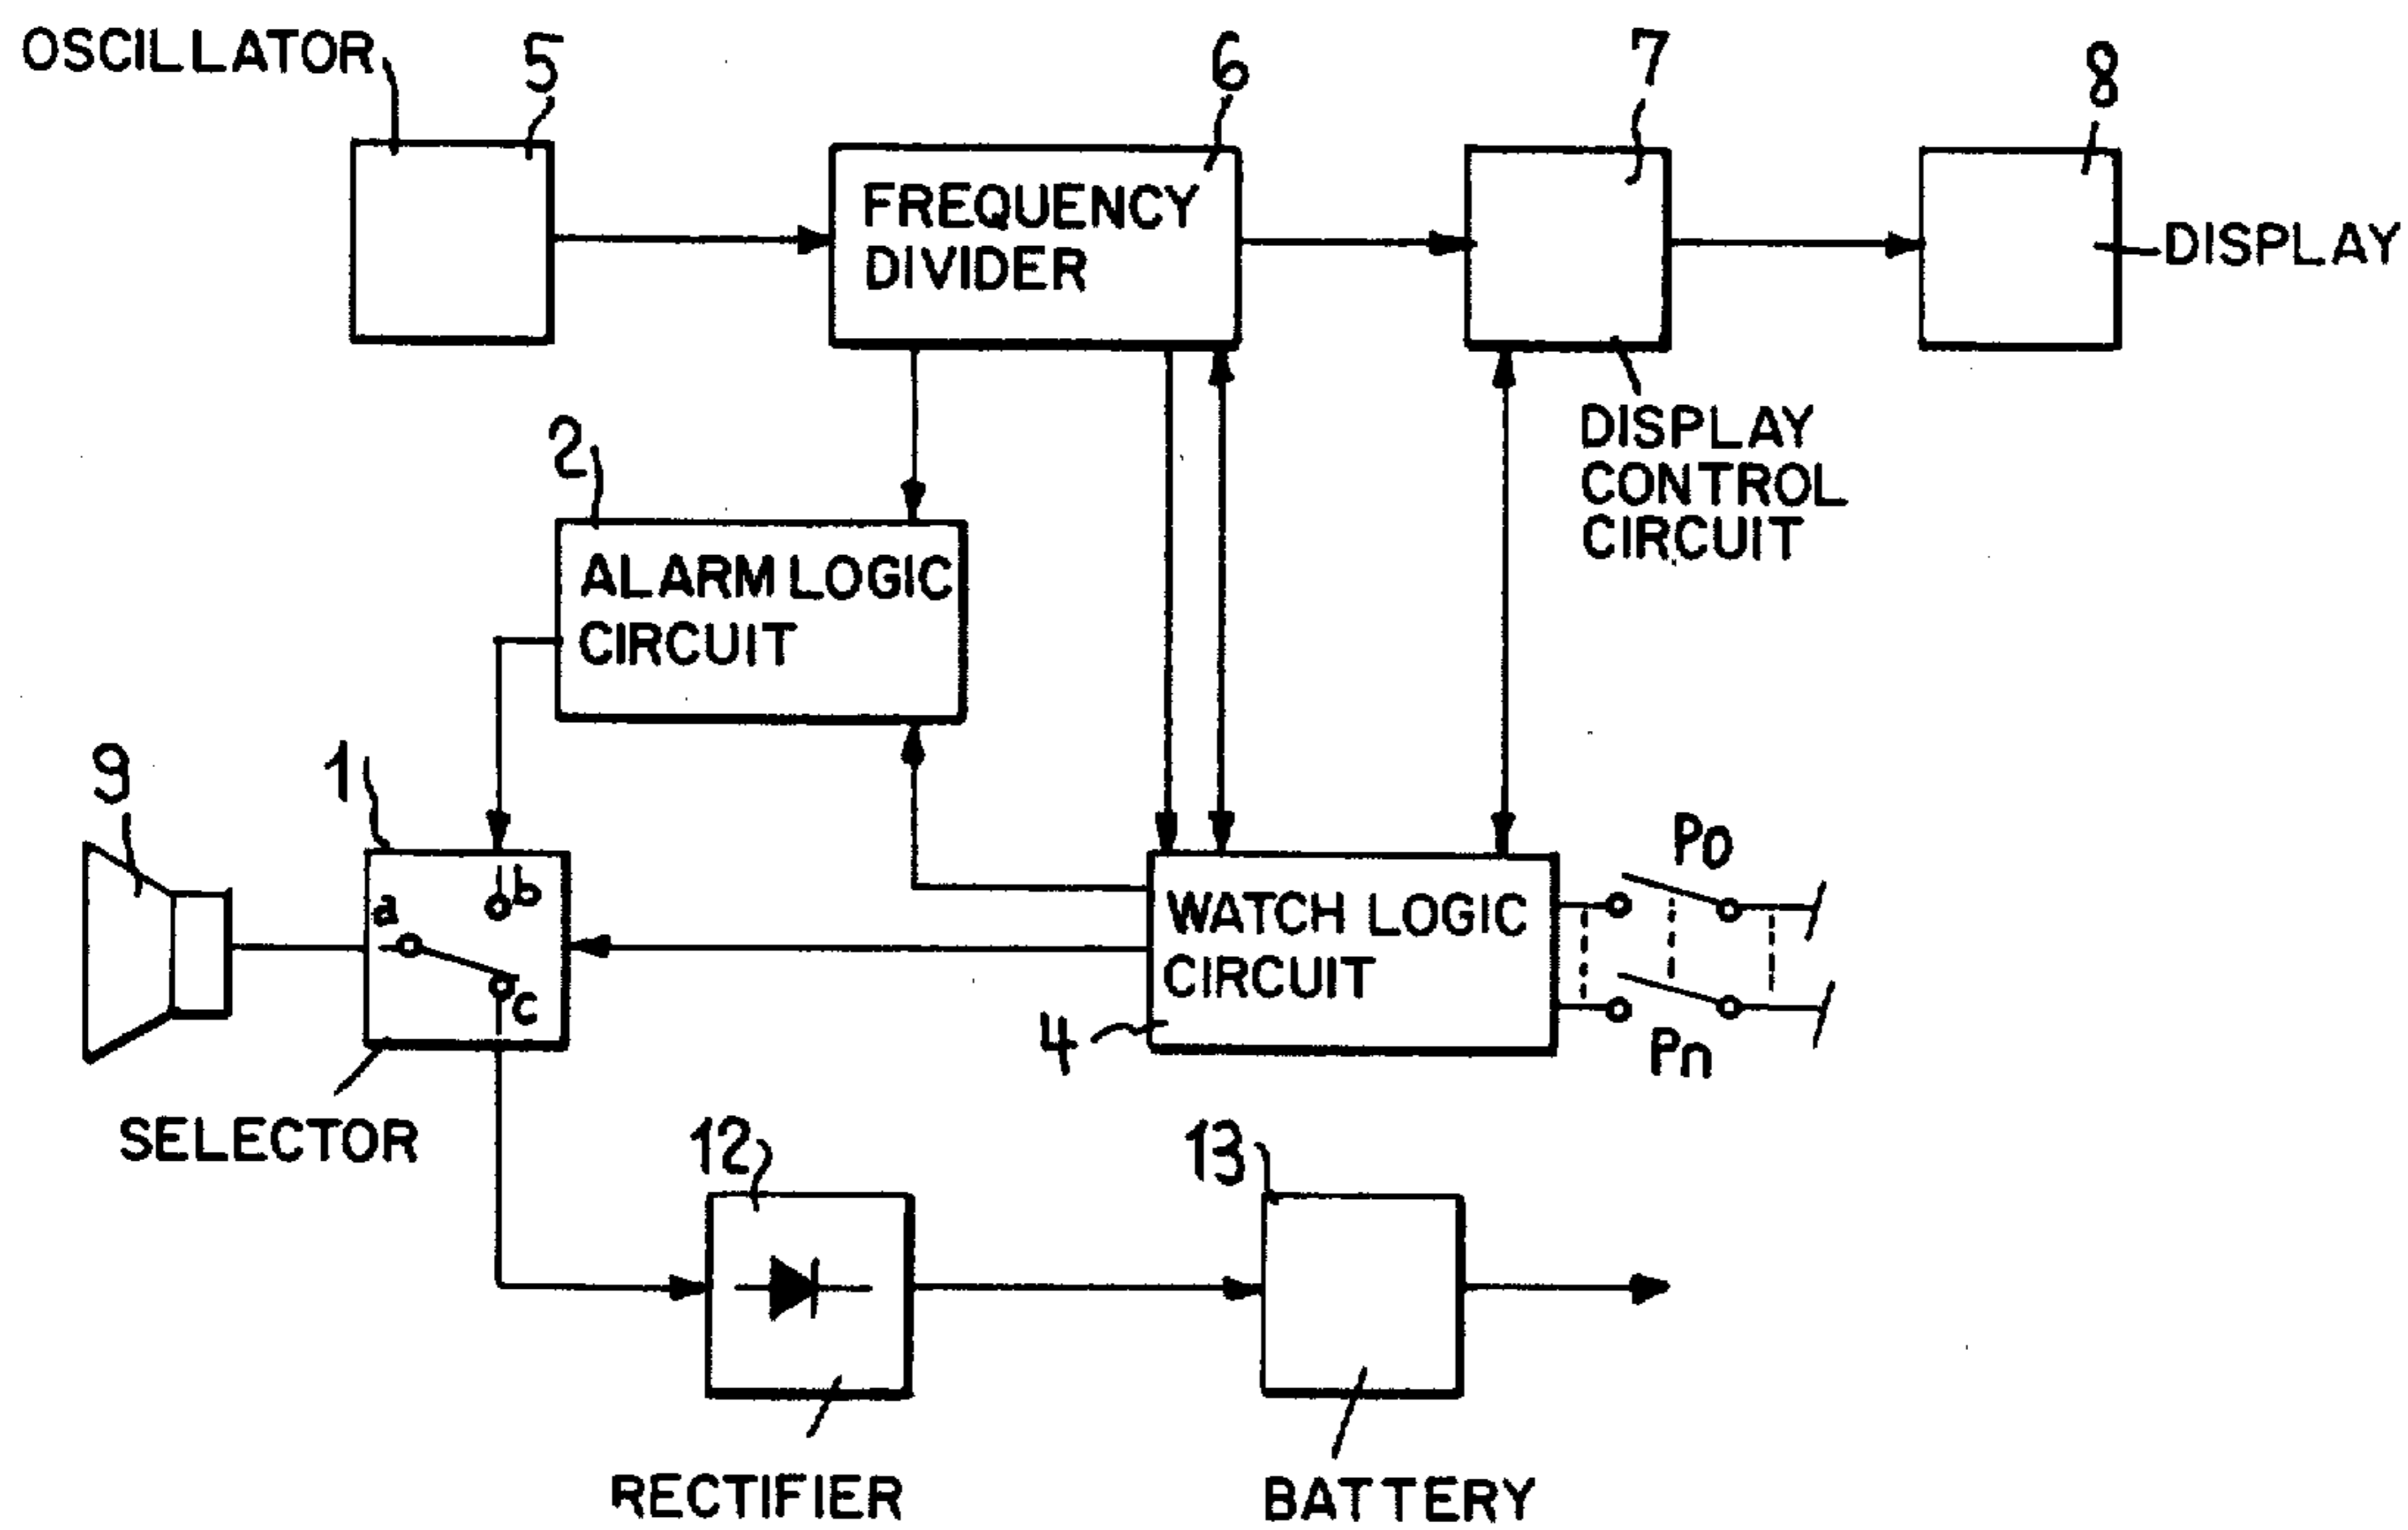 OSCILLATOR
5
6
7
8
FREQUENCY
DIVIDER
DISPLAY
DISPLAY
CONTROL
CIRCUIT
2
ALARM LOGIC
CIRCUIT
9
1
a
b
c
SELECTOR
WATCH LOGIC
CIRCUIT
4
P0
Pn
12
13
RECTIFIER
BATTERY